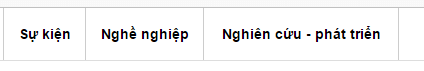 Sự kiện Nghề nghiệp Nghiên cứu - phát triển